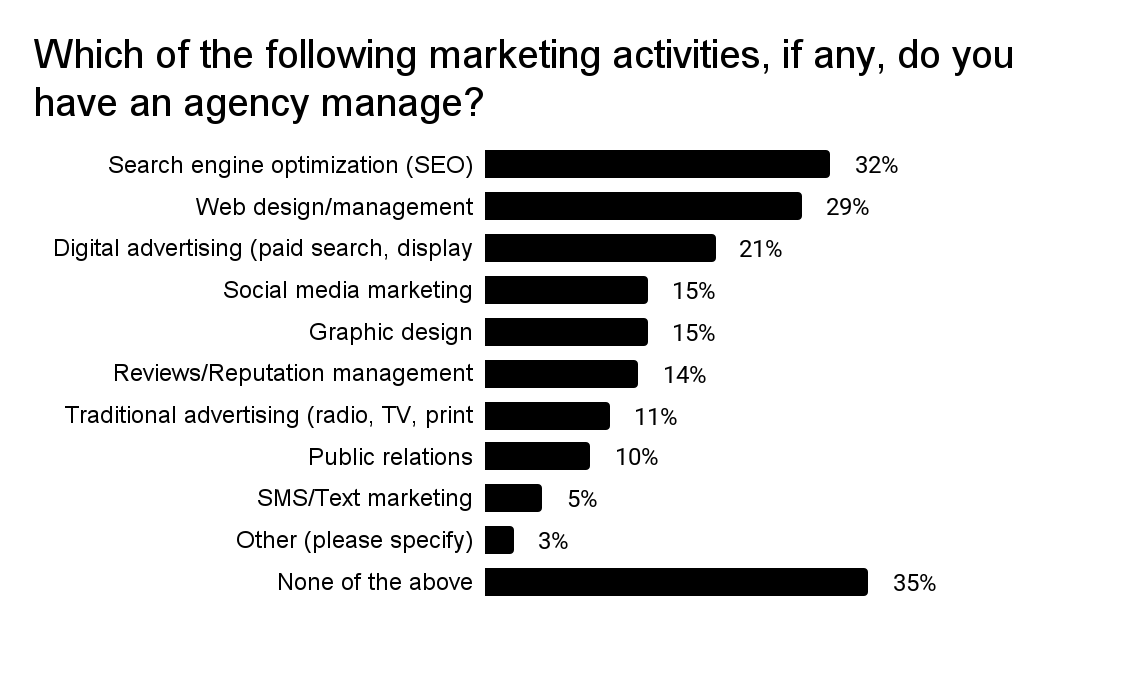 Which of the following marketing activities, if any, do you
have an agency manage?
Search engine optimization (SEO) 32%
Web design/management 29%
Digital advertising (paid search, display 21%
Social media marketing 15%
Graphic design 15%
Reviews/Reputation management 14%
Traditional advertising (radio, TV, print 11%
Public relations 10%
SMS/Text marketing 5%
Other (please specify) 3%
None of the above 35%